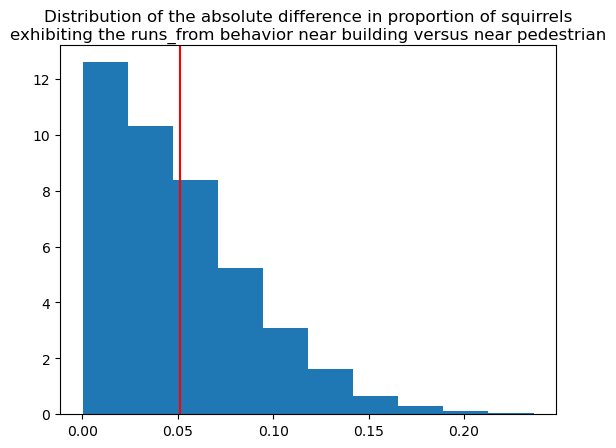 Distribution of the absolute difference in proportion of squirrels
exhibiting the runs_from behavior near building versus near pedestrian
12
10
8
6
4
2
0
0.00 0.05 0.10 0.15 0.20